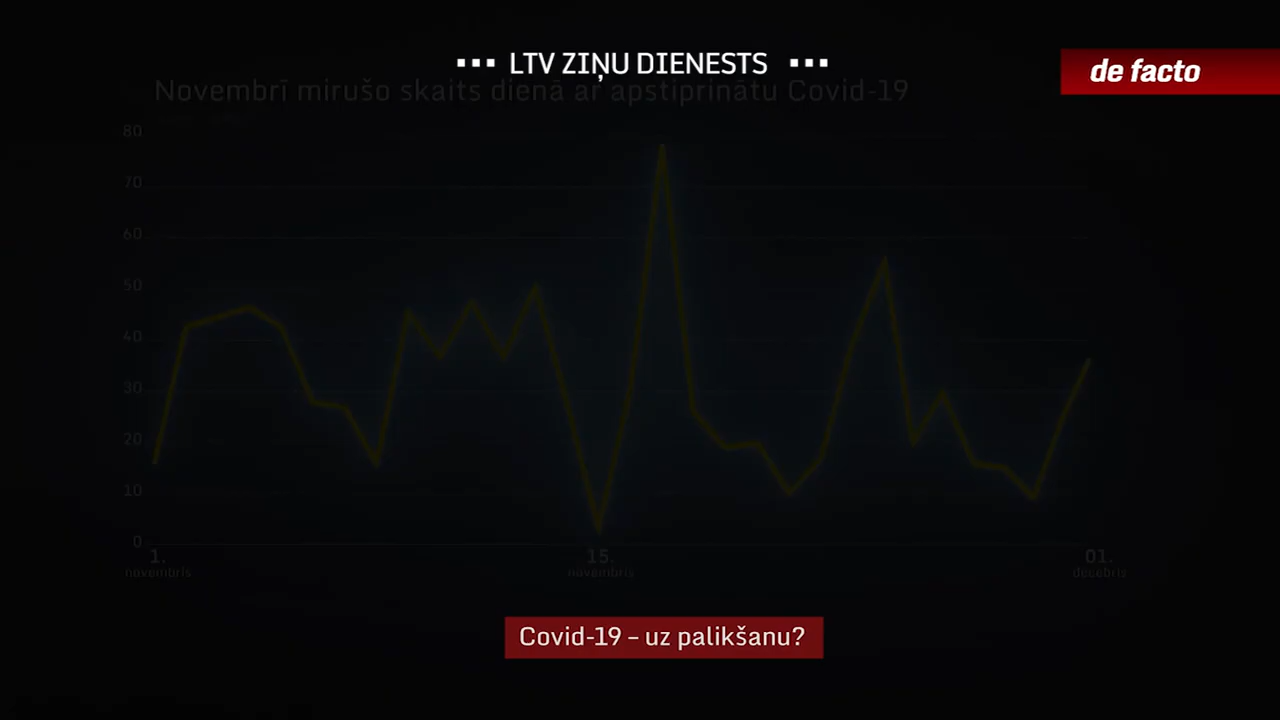 LTV ZIŅU DIENESTS
de facto
Novembrī mirušo skaits dienā ar apstiprinātu Covid-19
80
70
60
50
40
30
20
10
0
1.
novembris
15.
novembris
01.
decebris
Covid-19 – uz palikšanu?